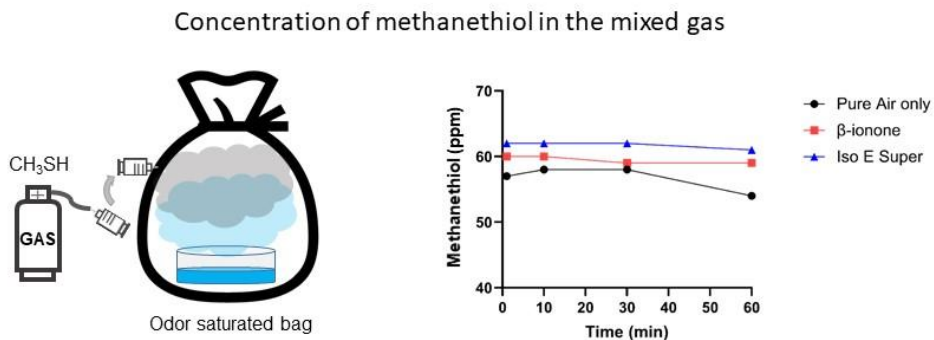 Concentration of methanethiol in the mixed gas
CH₃SH
GAS
Odor saturated bag
Methanethiol (ppm)
70
60
50
40
0 10 20 30 40 50 60
Time (min)
Pure Air only
β-ionone
Iso E Super